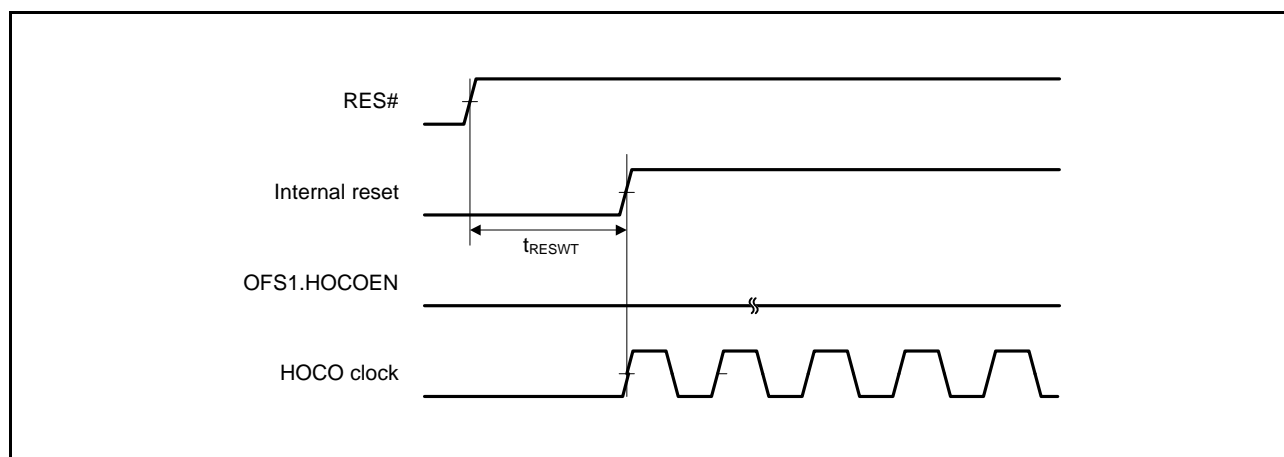 RES#
Internal reset
tRESWT
OFS1.HOCOEN
HOCO clock